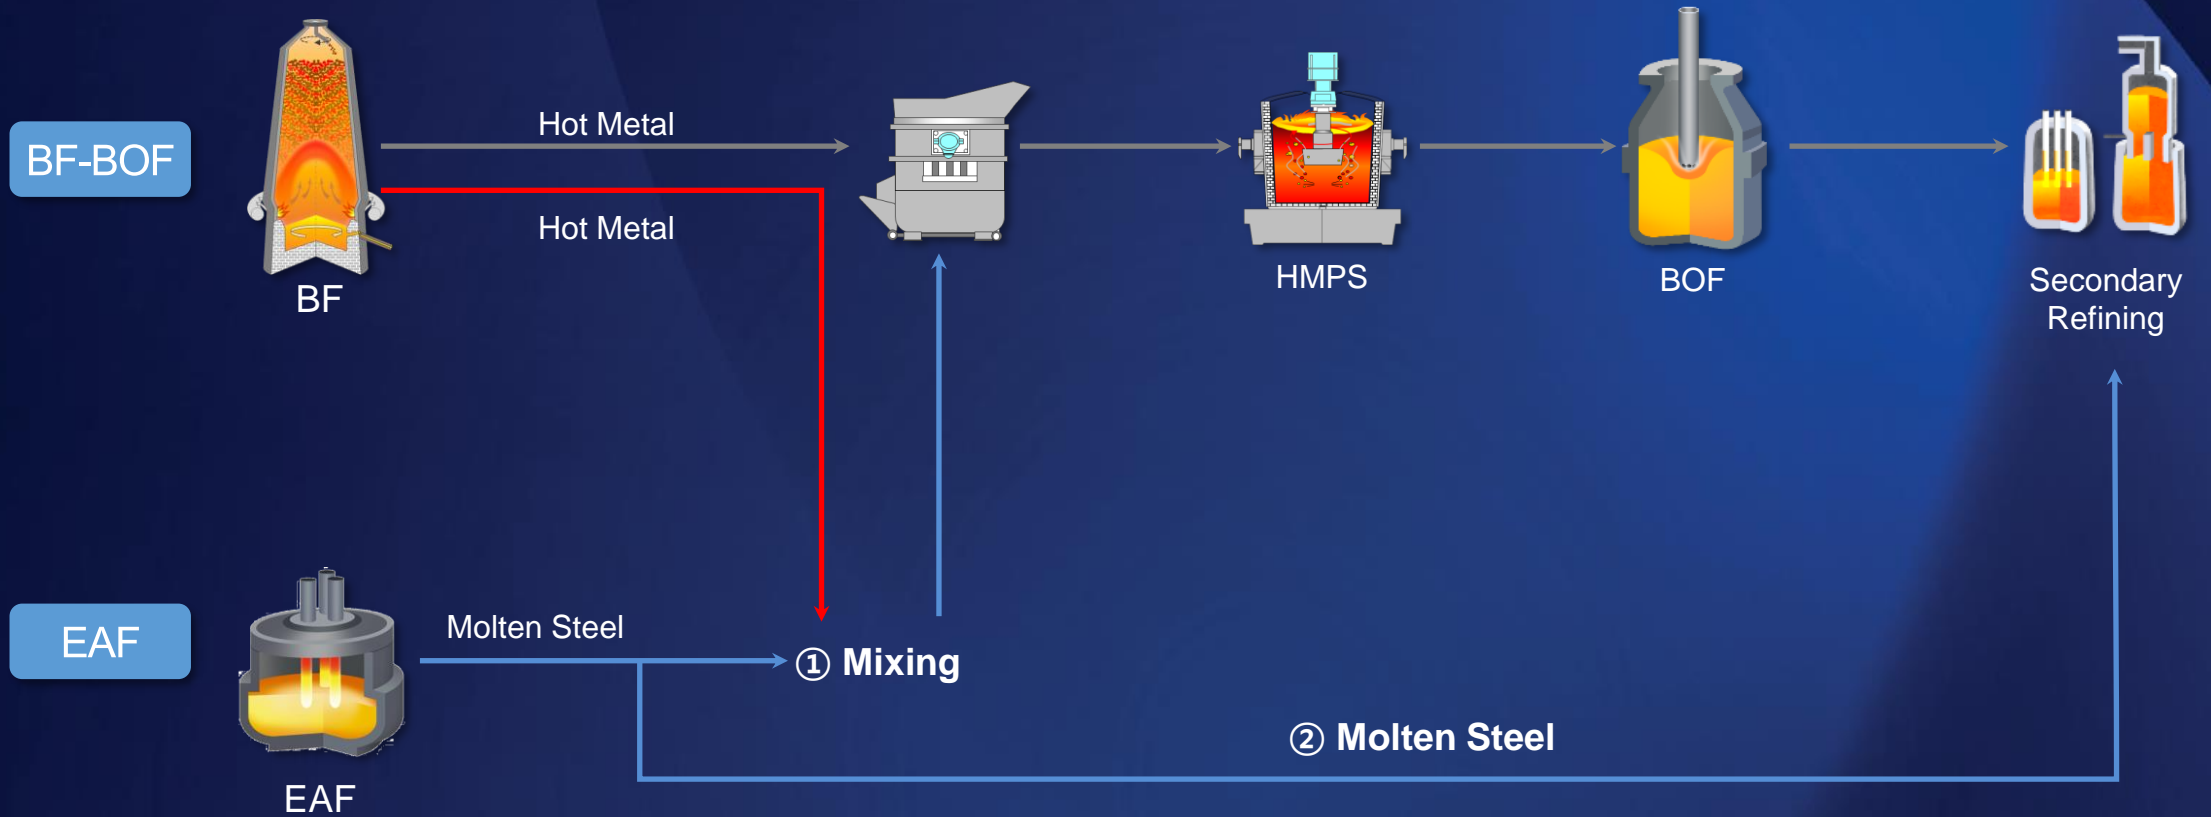 BF-BOF
Hot Metal
Hot Metal
BF
HMPS
BOF
Secondary
Refining
EAF
Molten Steel
① Mixing
② Molten Steel
EAF